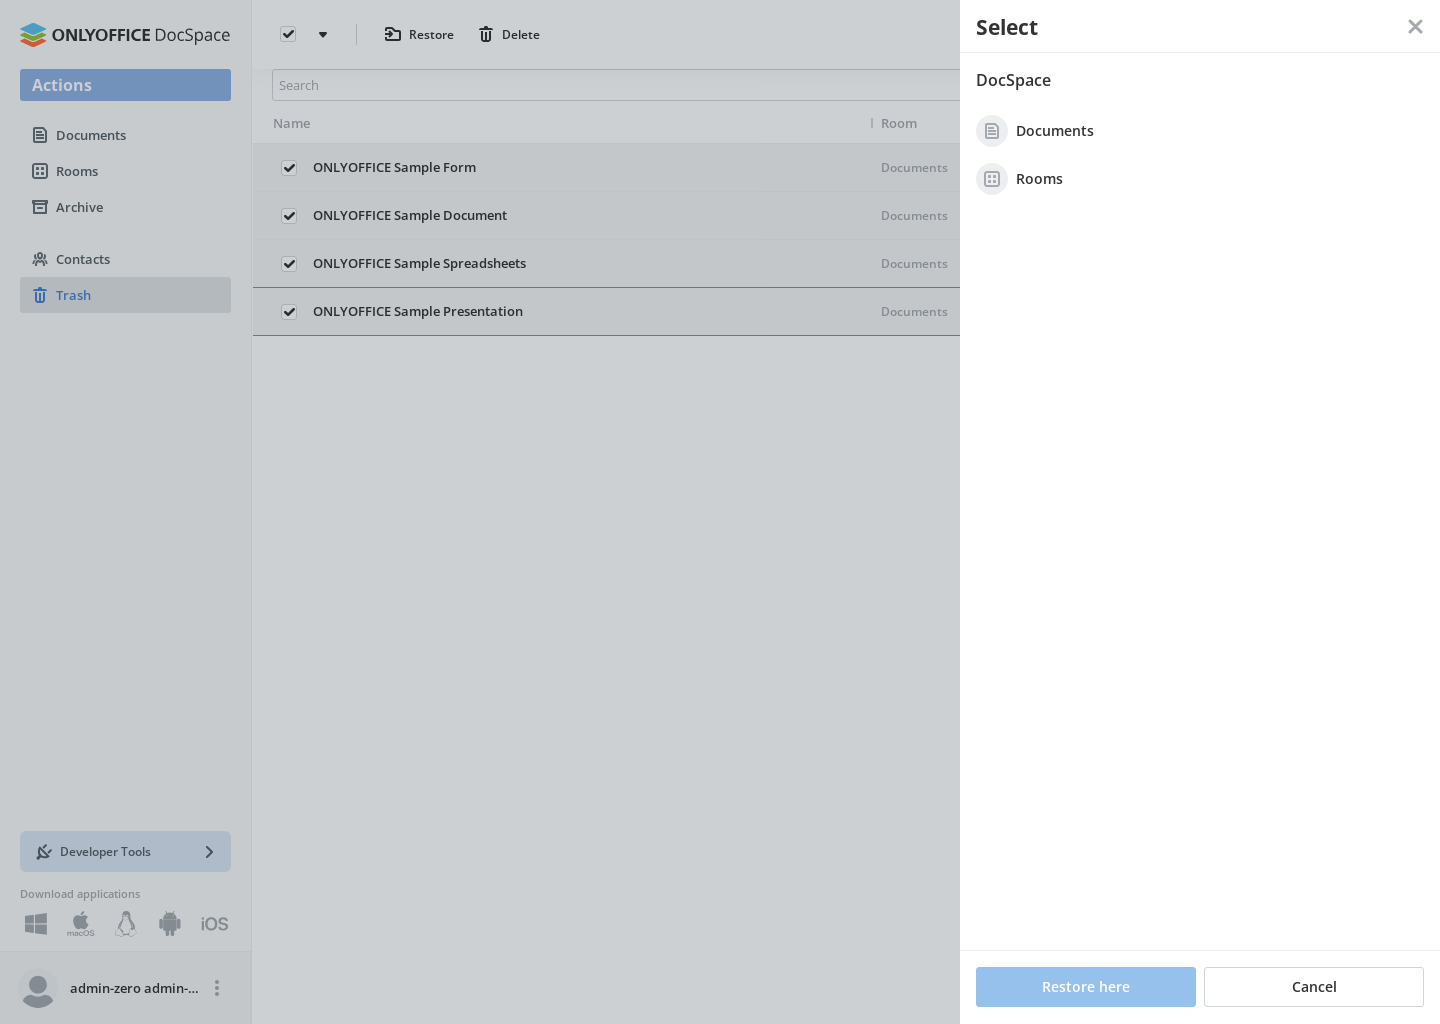 ONLYOFFICE DocSpace
Actions
Documents
Rooms
Archive
Contacts
Trash
Developer Tools
Download applications
macOS
iOS
admin-zero admin-...
Restore
Delete
Search
Name
Room
ONLYOFFICE Sample Form
Documents
ONLYOFFICE Sample Document
Documents
ONLYOFFICE Sample Spreadsheets
Documents
ONLYOFFICE Sample Presentation
Documents
Select
DocSpace
Documents
Rooms
Restore here
Cancel